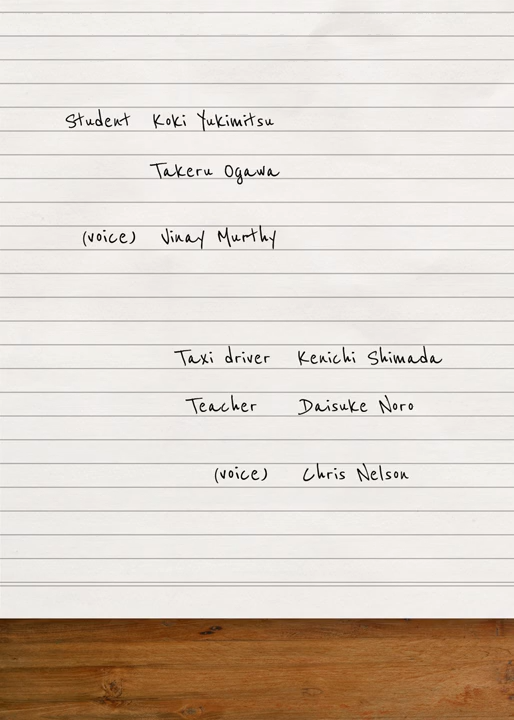 Student Koki Yukimitsu
Takeru Ogawa
(voice) Vinay Murthy
Taxi driver Kenichi Shimada
Teacher Daisuke Noro
(voice) Chris Nelson